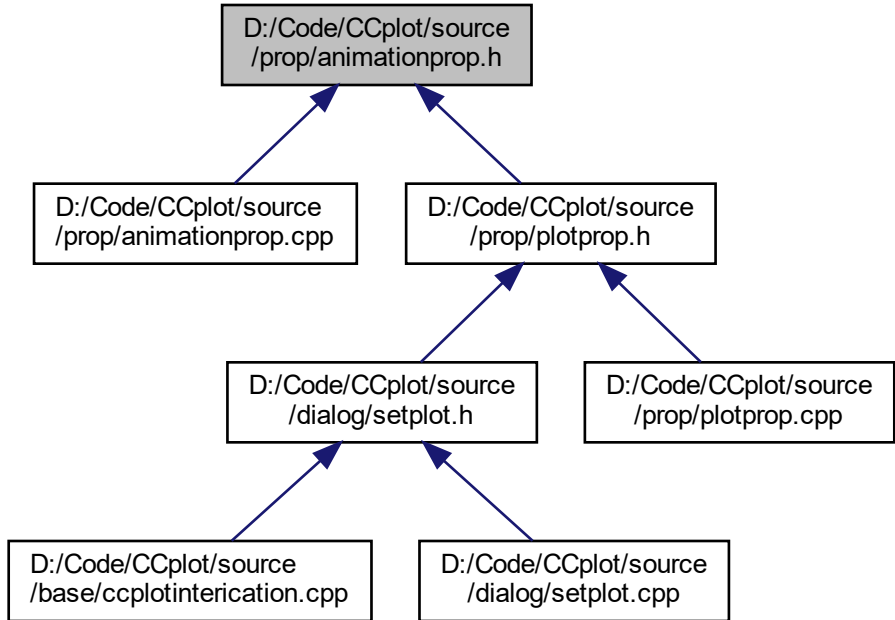 D:/Code/CCplot/source
/prop/animationprop.h
D:/Code/CCplot/source
/prop/animationprop.cpp
D:/Code/CCplot/source
/prop/plotprop.h
D:/Code/CCplot/source
/dialog/setplot.h
D:/Code/CCplot/source
/prop/plotprop.cpp
D:/Code/CCplot/source
/base/ccplotinterication.cpp
D:/Code/CCplot/source
/dialog/setplot.cpp